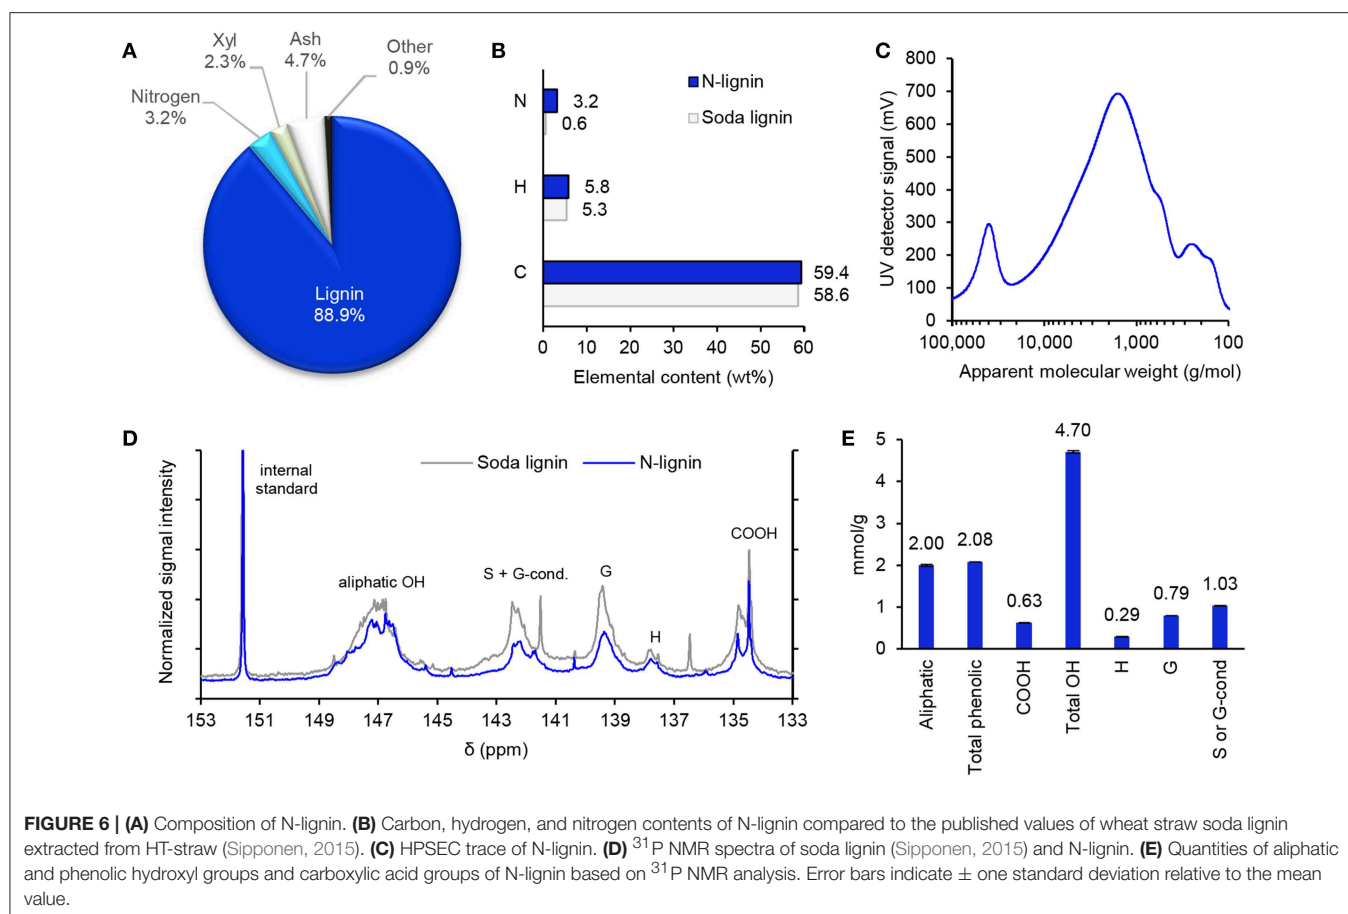 A
Xyl
2.3%
Ash
4.7%
Other
0.9%
Nitrogen
3.2%
Lignin
88.9%
B
N-lignin
Soda lignin
N
3.2
0.6
H
5.8
5.3
C
59.4
58.6
0 10 20 30 40 50 60
Elemental content (wt%)
C
UV detector signal (mV)
800
700
600
500
400
300
200
100
0
100,000 10,000 1,000 100
Apparent molecular weight (g/mol)
D
Normalized sigmal intensity
Soda lignin N-lignin
internal
standard
aliphatic OH
S + G-cond.
G
H
COOH
153 151 149 147 145 143 141 139 137 135 133
δ (ppm)
E
mmol/g
5
4
3
2
1
0
2.00
2.08
0.63
4.70
0.29
0.79
1.03
Aliphatic
Total phenolic
COOH
Total OH
H
G
S or G-cond
FIGURE 6 | (A) Composition of N-lignin. (B) Carbon, hydrogen, and nitrogen contents of N-lignin compared to the published values of wheat straw soda lignin
extracted from HT-straw (Sipponen, 2015). (C) HPSEC trace of N-lignin. (D) ³¹P NMR spectra of soda lignin (Sipponen, 2015) and N-lignin. (E) Quantities of aliphatic
and phenolic hydroxyl groups and carboxylic acid groups of N-lignin based on ³¹P NMR analysis. Error bars indicate ± one standard deviation relative to the mean
value.